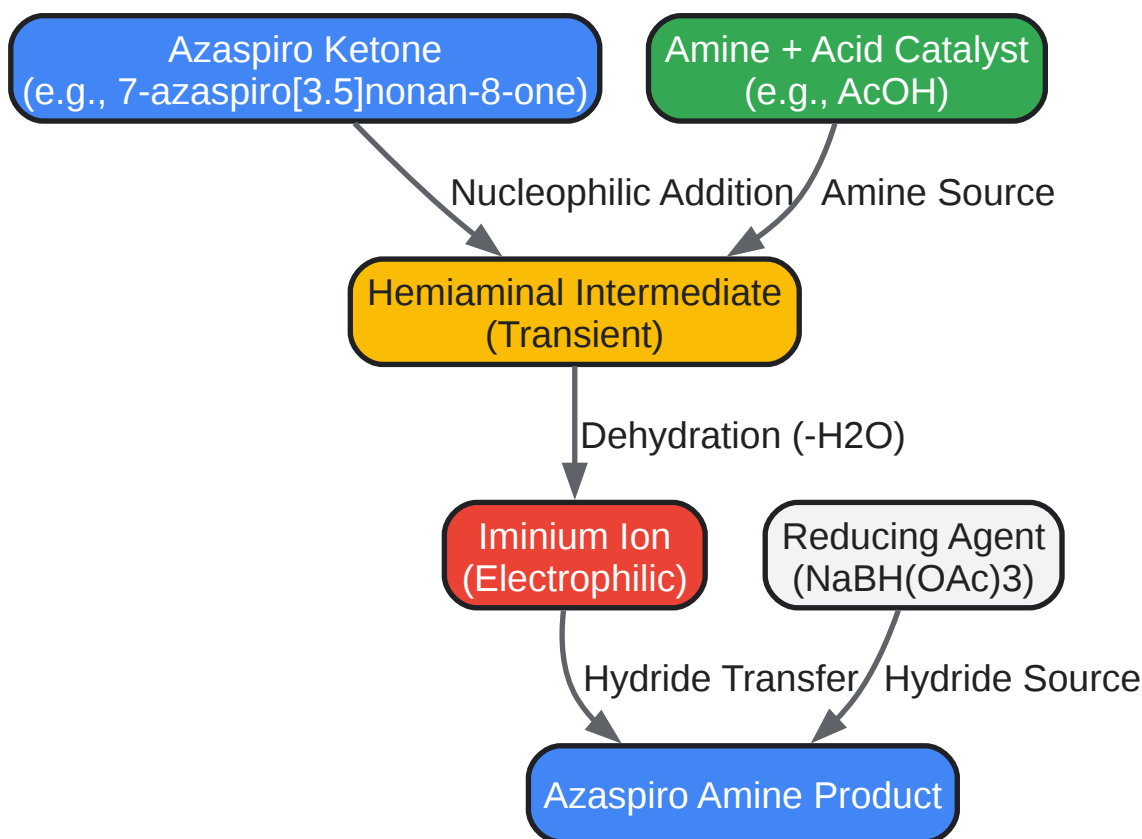 Azaspiro Ketone
(e.g., 7-azaspiro[3.5]nonan-8-one)
Amine + Acid Catalyst
(e.g., AcOH)
Nucleophilic Addition
Amine Source
Hemiaminal Intermediate
(Transient)
Dehydration (-H2O)
Iminium Ion
(Electrophilic)
Reducing Agent
(NaBH(OAc)3)
Hydride Transfer
Hydride Source
Azaspiro Amine Product